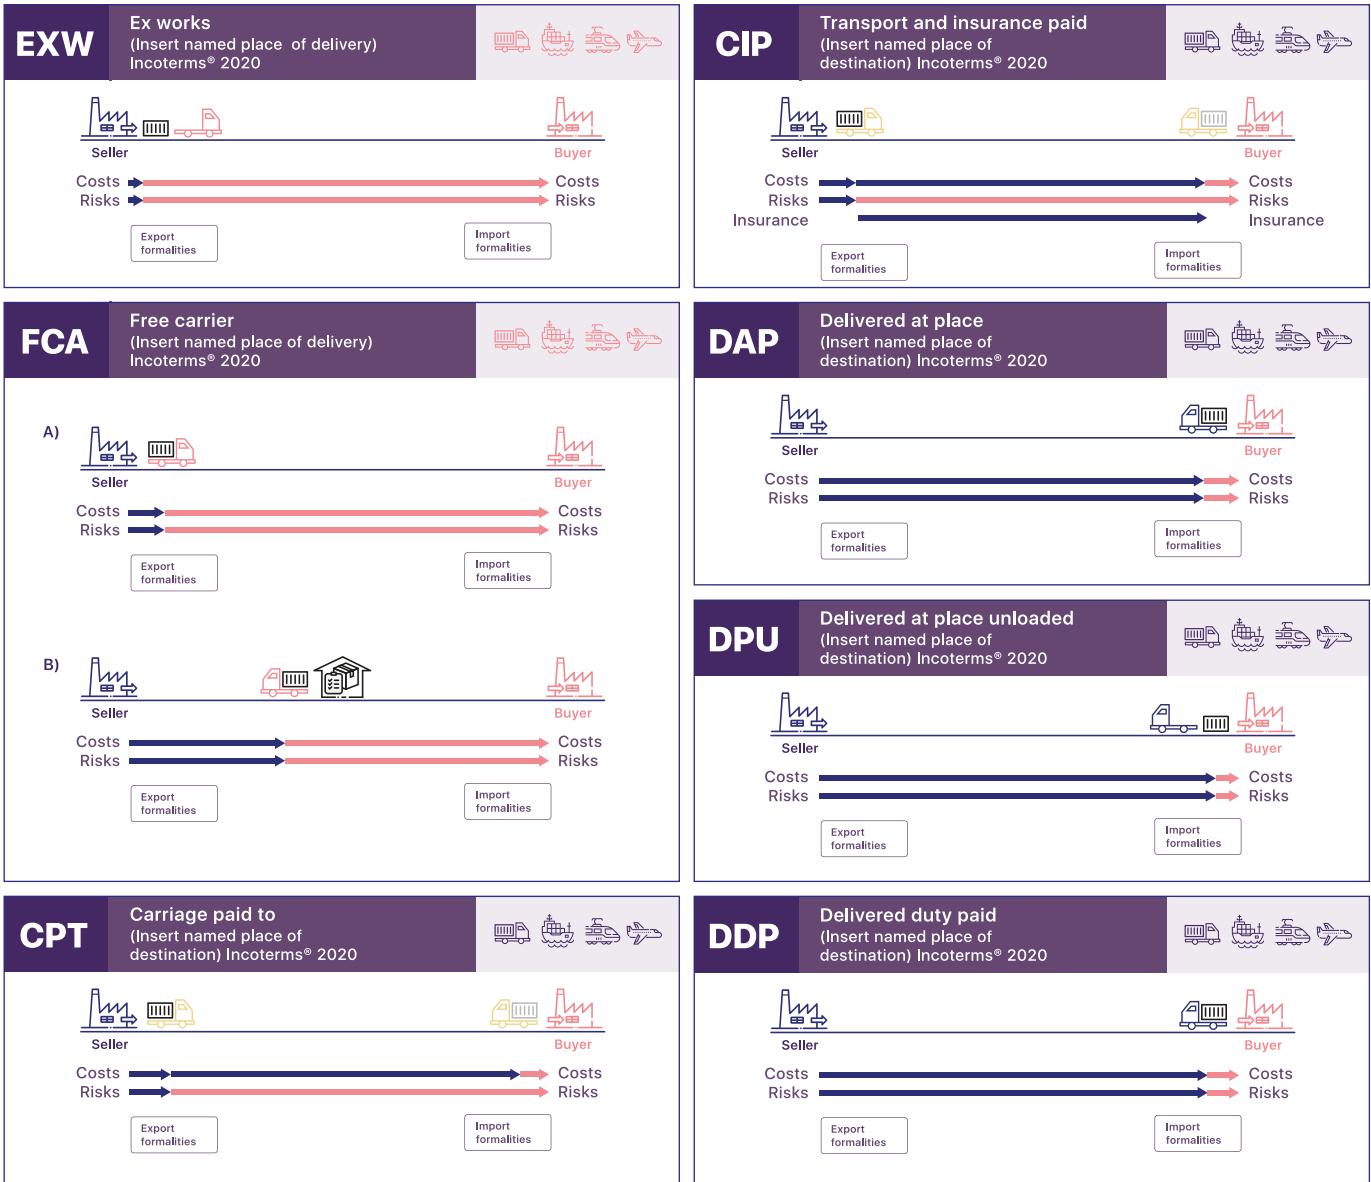 EXW
Ex works
(Insert named place of delivery)
Incoterms® 2020
Seller
Buyer
Costs
Costs
Risks
Risks
Export
formalities
Import
formalities
FCA
Free carrier
(Insert named place of delivery)
Incoterms® 2020
A)
Seller
Buyer
Costs
Costs
Risks
Risks
Export
formalities
Import
formalities
B)
Seller
Buyer
Costs
Costs
Risks
Risks
Export
formalities
Import
formalities
CPT
Carriage paid to
(Insert named place of
destination) Incoterms® 2020
Seller
Buyer
Costs
Costs
Risks
Risks
Export
formalities
Import
formalities
CIP
Transport and insurance paid
(Insert named place of
destination) Incoterms® 2020
Seller
Buyer
Costs
Costs
Risks
Risks
Insurance
Insurance
Export
formalities
Import
formalities
DAP
Delivered at place
(Insert named place of
destination) Incoterms® 2020
Seller
Buyer
Costs
Costs
Risks
Risks
Export
formalities
Import
formalities
DPU
Delivered at place unloaded
(Insert named place of
destination) Incoterms® 2020
Seller
Buyer
Costs
Costs
Risks
Risks
Export
formalities
Import
formalities
DDP
Delivered duty paid
(Insert named place of
destination) Incoterms® 2020
Seller
Buyer
Costs
Costs
Risks
Risks
Export
formalities
Import
formalities